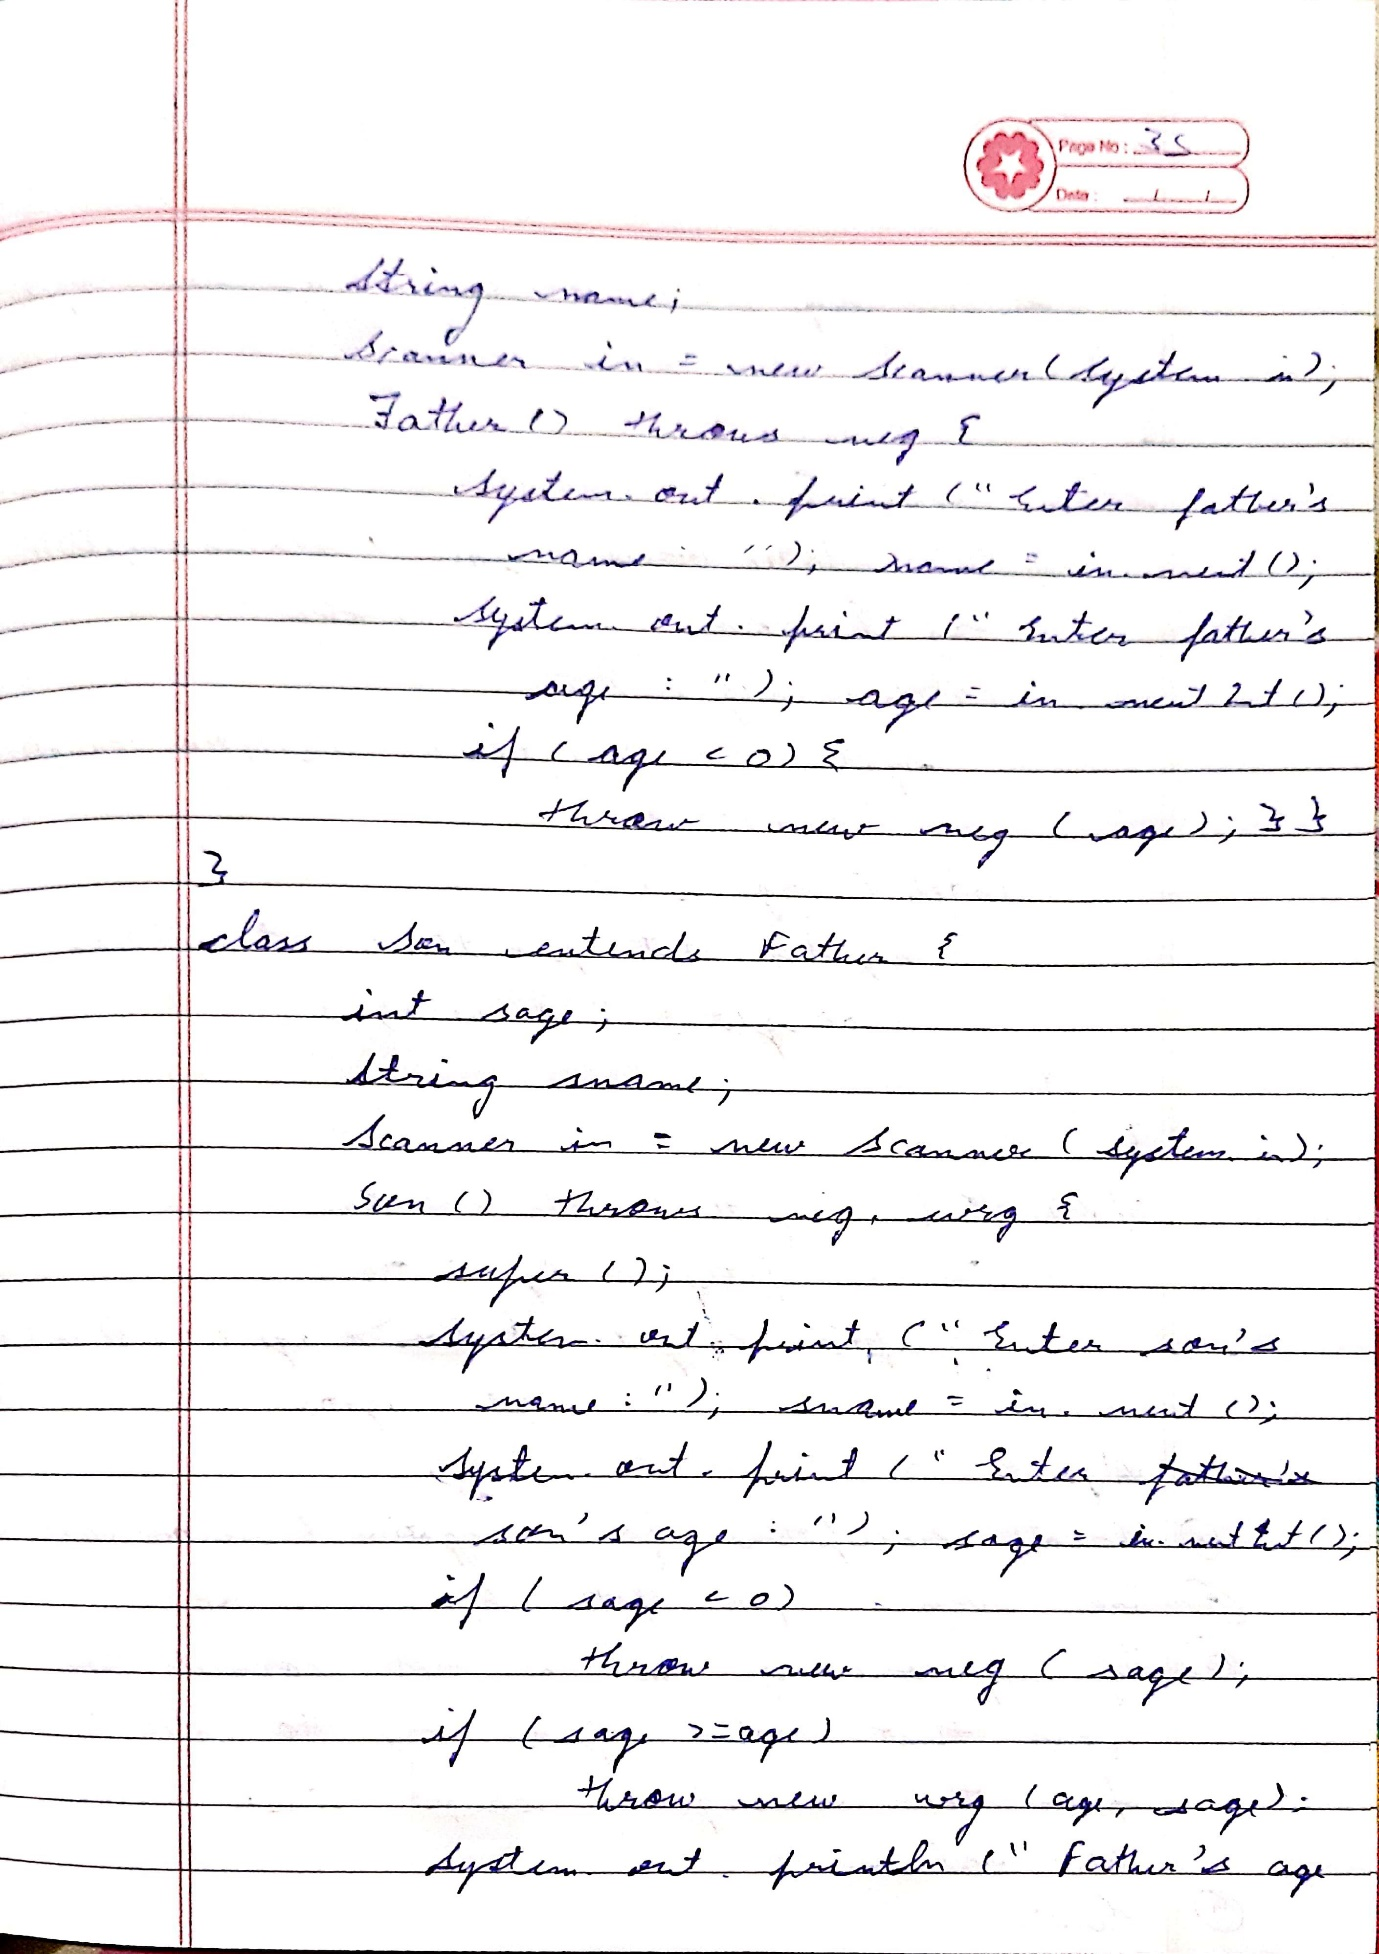 Page No: 35
Date:
String name;
Scanner in = new Scanner(System.in);
Father () throws neg {
System.out.print ("Enter father's
name : "); name = in.next();
System.out.print (" Enter father's
age : "); age = in.nextInt();
if (age < 0) {
throw new neg (age); } }
}
class Son extends Father {
int sage;
String sname;
Scanner in = new Scanner (System.in);
Son () throws neg, wrg {
super ();
System.out.print (" Enter son's
name : "); sname = in.next ();
System.out.print (" Enter father's
son's age : "); sage = in.nextInt();
if ( sage < 0)
throw new neg ( sage);
if ( sage >= age)
throw new wrg (age, sage);
System.out.println (" Father's age